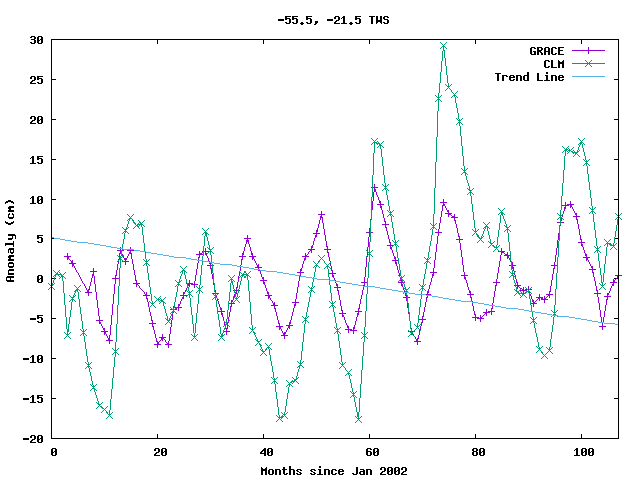 -55.5, -21.5 TWS
GRACE
CLM
Trend Line
30
25
20
15
10
5
0
-5
-10
-15
-20
Anomaly (cm)
0 20 40 60 80 100
Months since Jan 2002